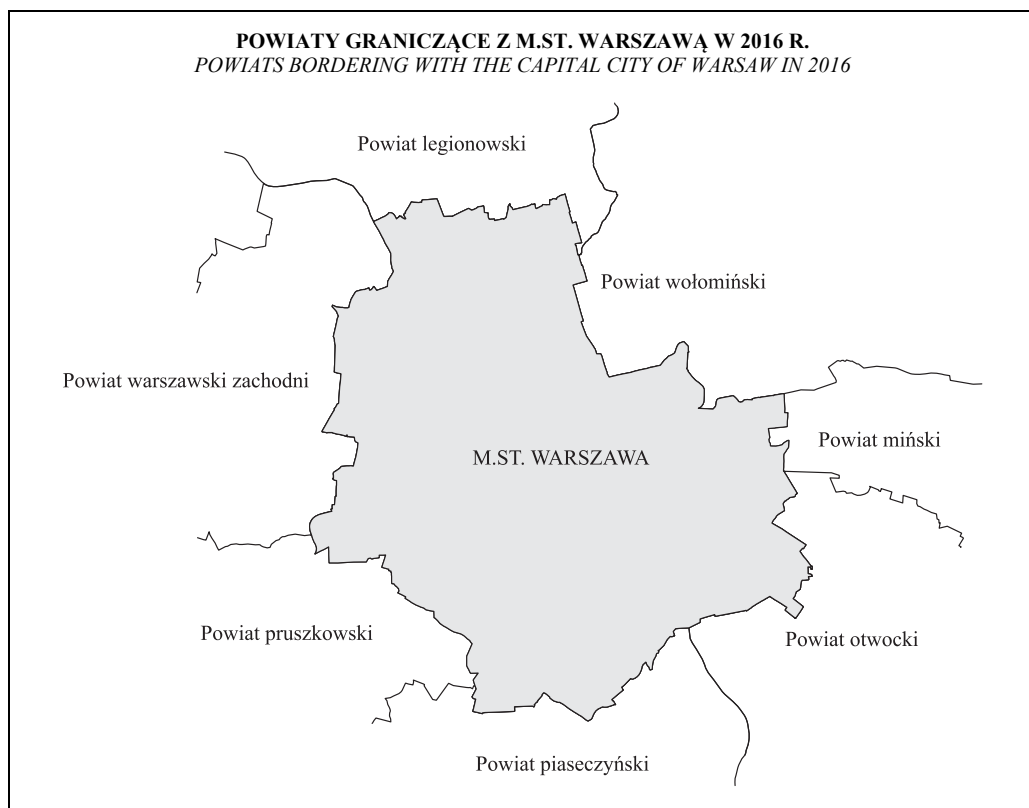 POWIATY GRANICZĄCE Z M.ST. WARSZAWĄ W 2016 R.
POWIATS BORDERING WITH THE CAPITAL CITY OF WARSAW IN 2016
Powiat legionowski
Powiat wołomiński
Powiat warszawski zachodni
Powiat miński
M.ST. WARSZAWA
Powiat pruszkowski
Powiat otwocki
Powiat piaseczyński